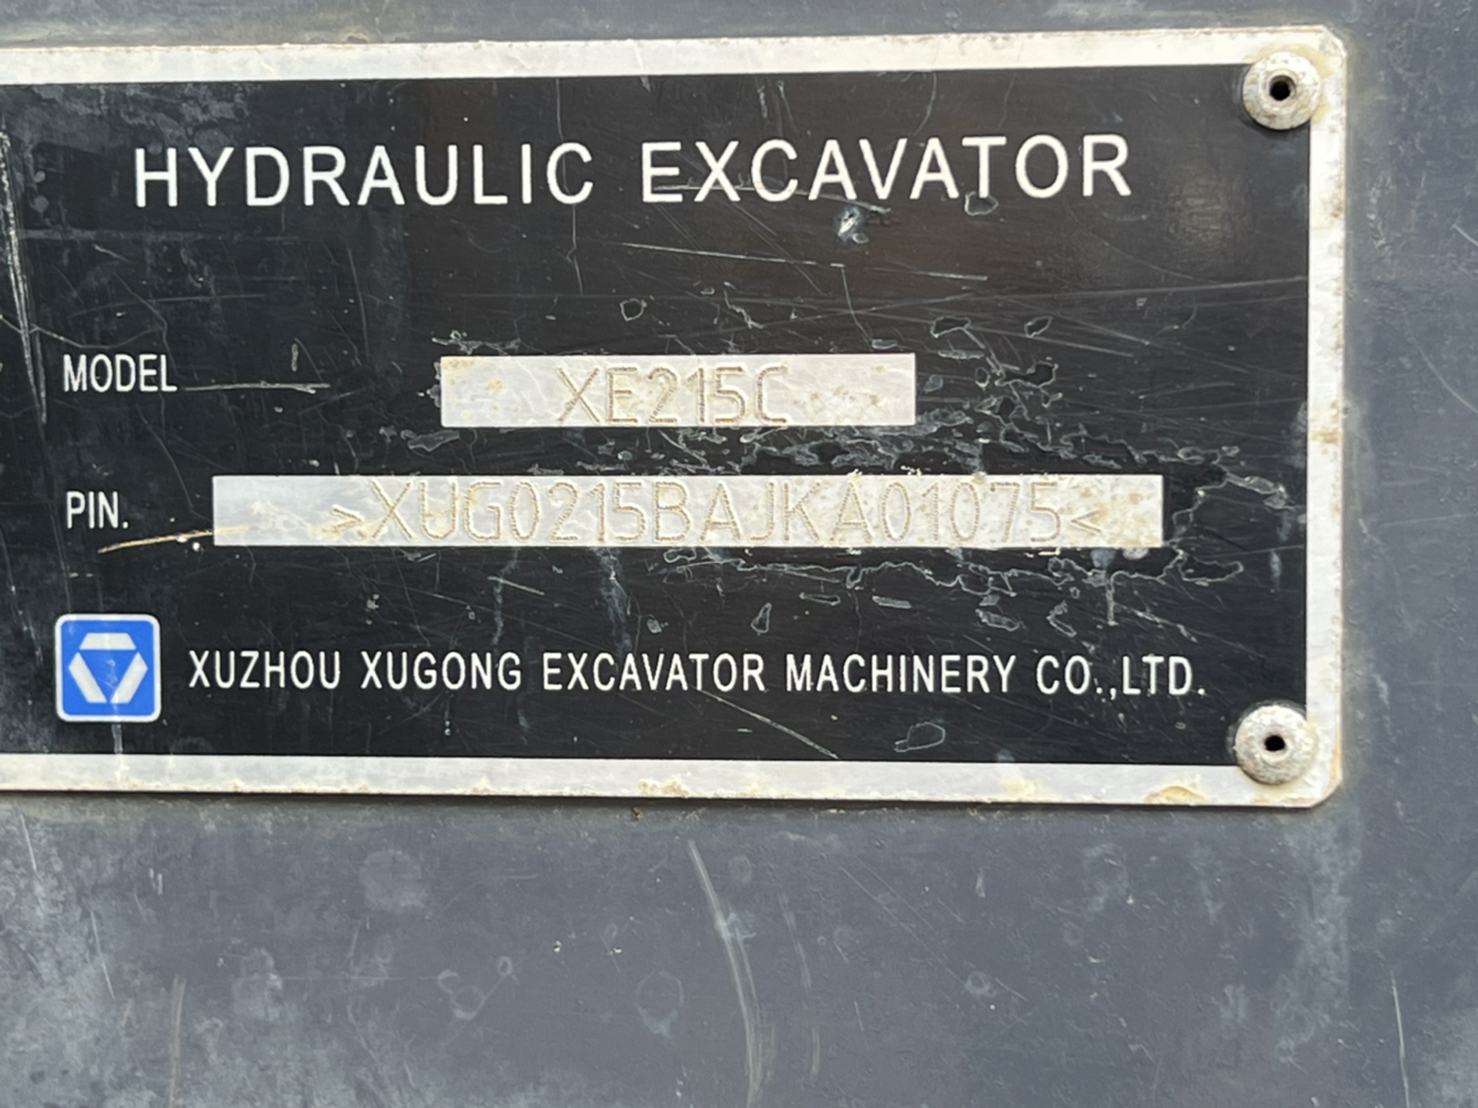 HYDRAULIC EXCAVATOR
MODEL XE215C
PIN. >XUG0215BAJKA01075<
XUZHOU XUGONG EXCAVATOR MACHINERY CO.,LTD.